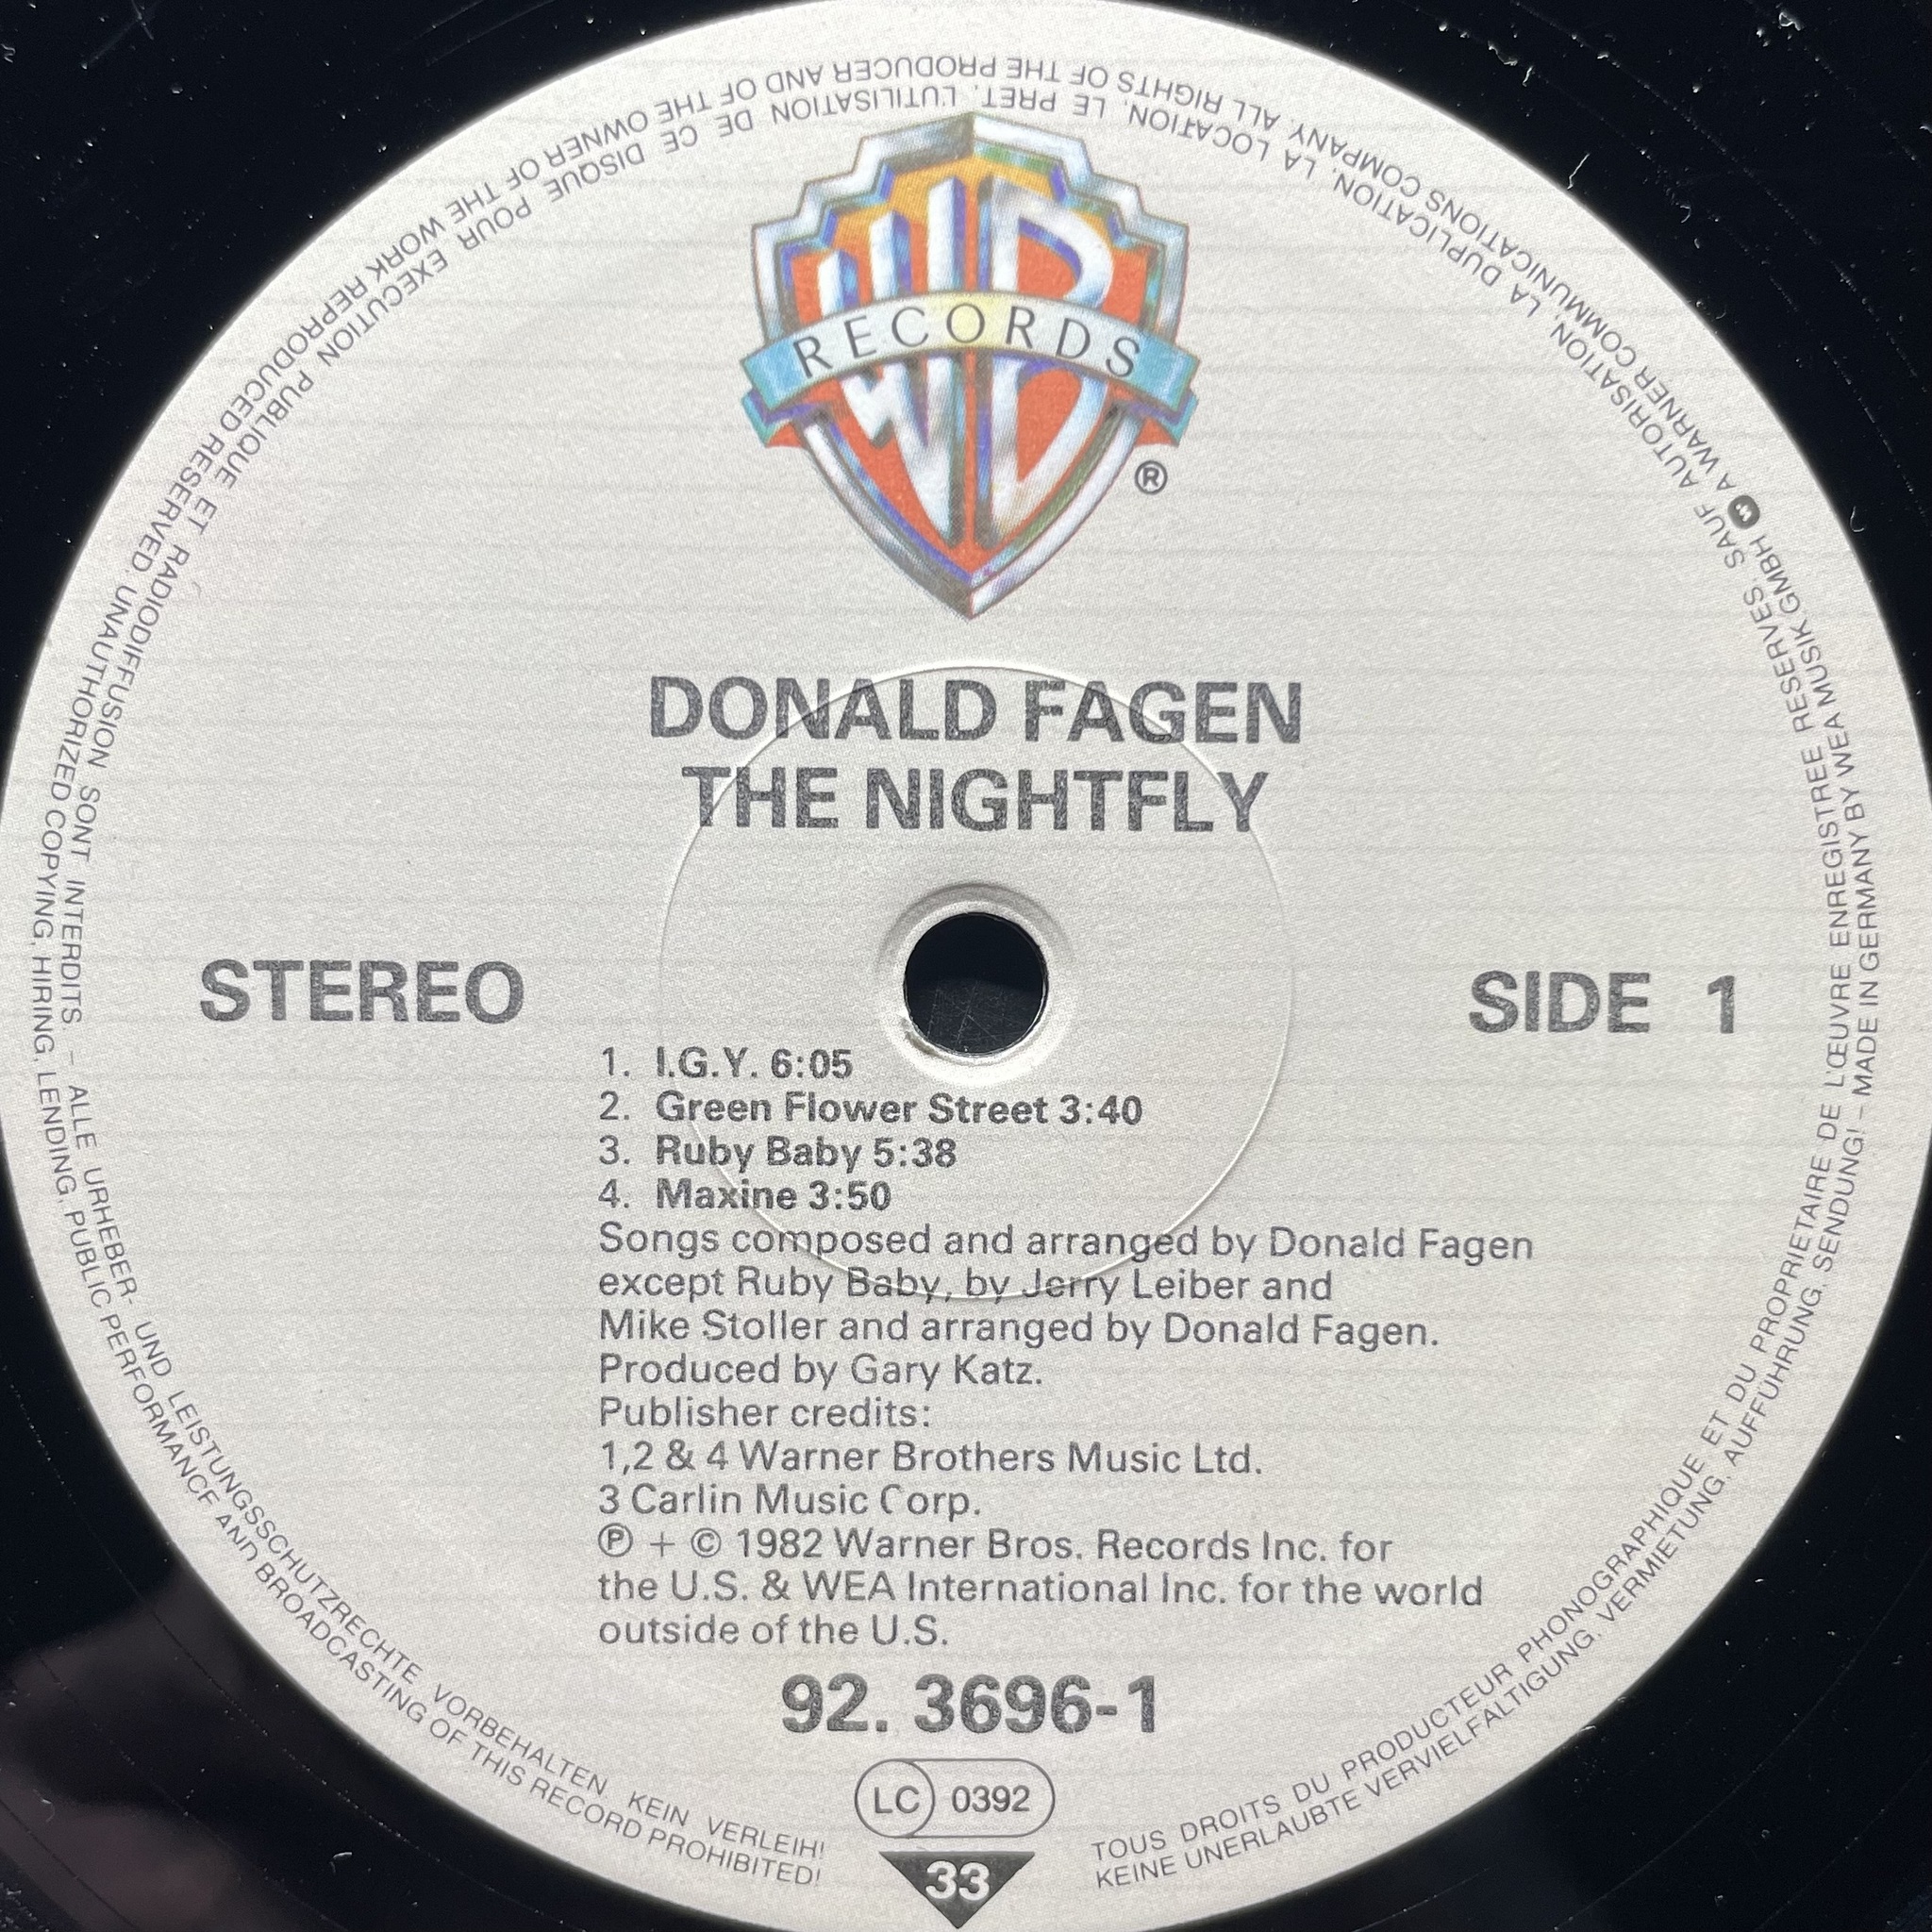 WB
RECORDS
®
DONALD FAGEN
THE NIGHTFLY
STEREO
SIDE 1
1. I.G.Y. 6:05
2. Green Flower Street 3:40
3. Ruby Baby 5:38
4. Maxine 3:50
Songs composed and arranged by Donald Fagen
except Ruby Baby, by Jerry Leiber and
Mike Stoller and arranged by Donald Fagen.
Produced by Gary Katz.
Publisher credits:
1,2 & 4 Warner Brothers Music Ltd.
3 Carlin Music Corp.
℗ + © 1982 Warner Bros. Records Inc. for
the U.S. & WEA International Inc. for the world
outside of the U.S.
92. 3696-1
LC 0392
33
TOUS DROITS DU PRODUCTEUR PHONOGRAPHIQUE ET DU PROPRIETAIRE DE L'ŒUVRE ENREGISTREE RESERVES. SAUF AUTORISATION, LA DUPLICATION, LA LOCATION, LE PRET, L'UTILISATION DE CE DISQUE POUR EXECUTION PUBLIQUE ET RADIODIFFUSION SONT INTERDITS – ALLE URHEBER- UND LEISTUNGSSCHUTZRECHTE VORBEHALTEN KEIN VERLEIH!
KEINE UNERLAUBTE VERVIELFALTIGUNG, VERMIETUNG, AUFFUHRUNG, SENDUNG! – MADE IN GERMANY BY WEA MUSIK GMBH A WARNER COMMUNICATIONS COMPANY. ALL RIGHTS OF THE PRODUCER AND OF THE OWNER OF THE WORK REPRODUCED RESERVED. UNAUTHORIZED COPYING, HIRING, LENDING, PUBLIC PERFORMANCE AND BROADCASTING OF THIS RECORD PROHIBITED!